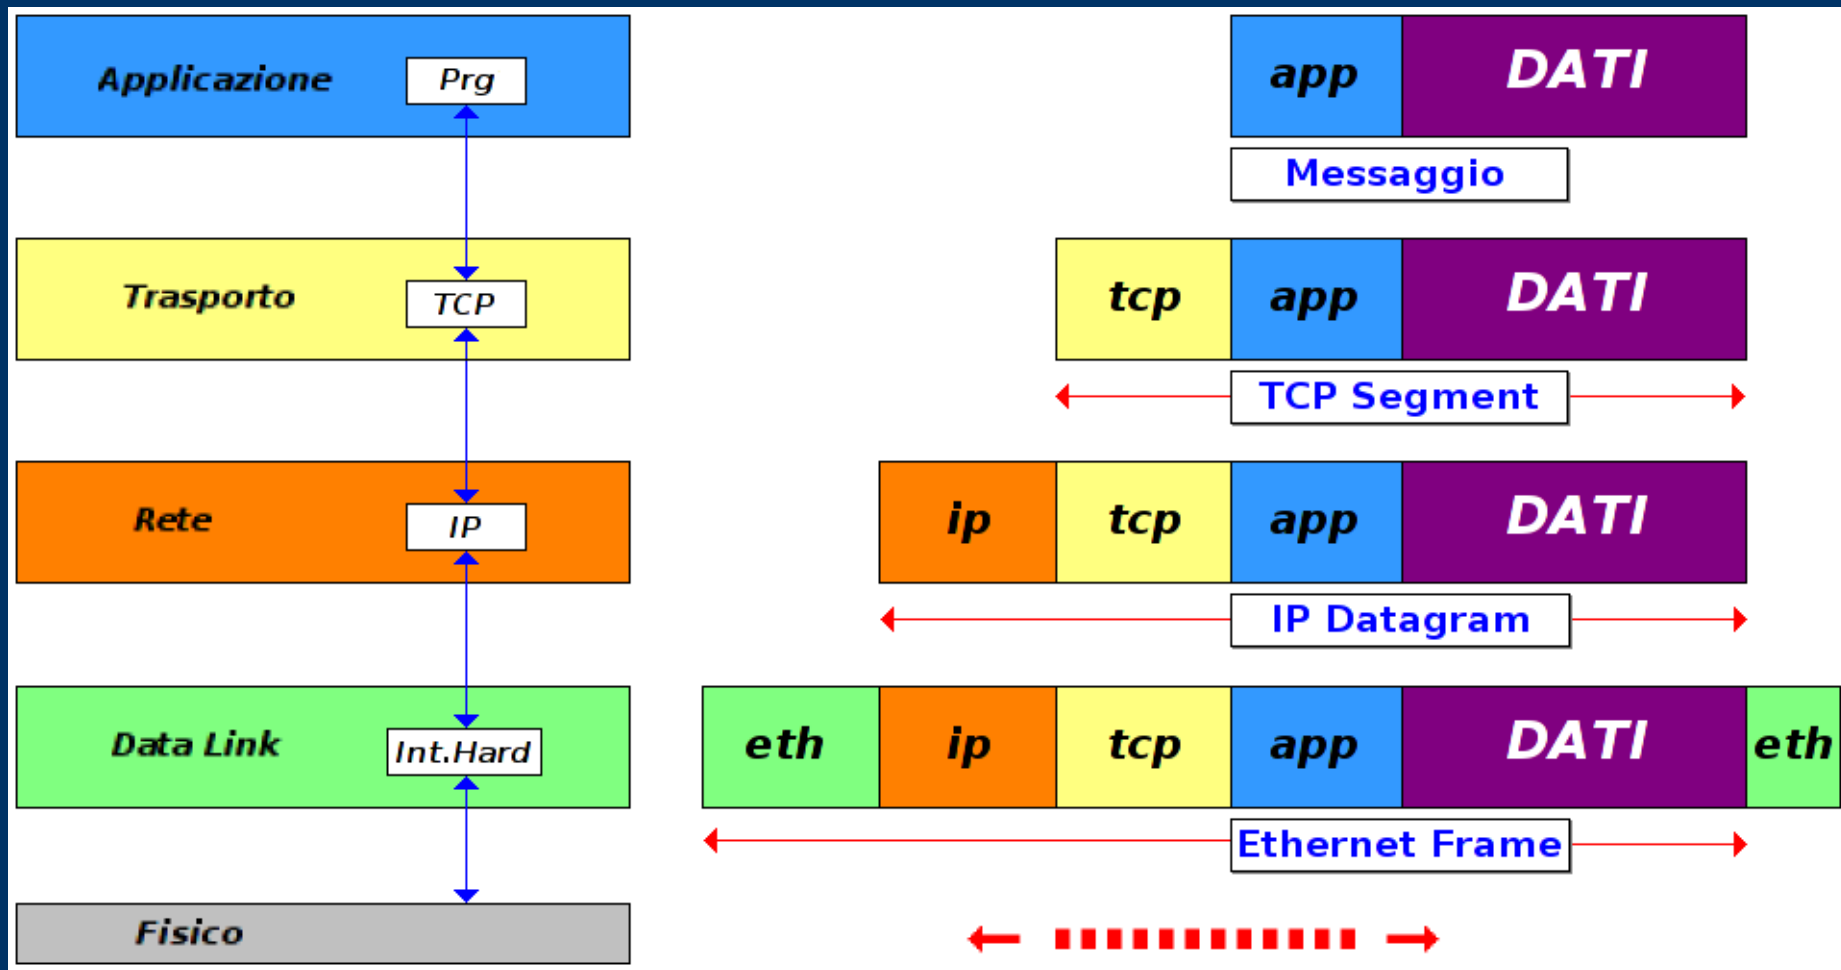 Applicazione Prg app DATI
Messaggio
Trasporto TCP tcp app DATI
TCP Segment
Rete IP ip tcp app DATI
IP Datagram
Data Link Int.Hard eth ip tcp app DATI eth
Ethernet Frame
Fisico